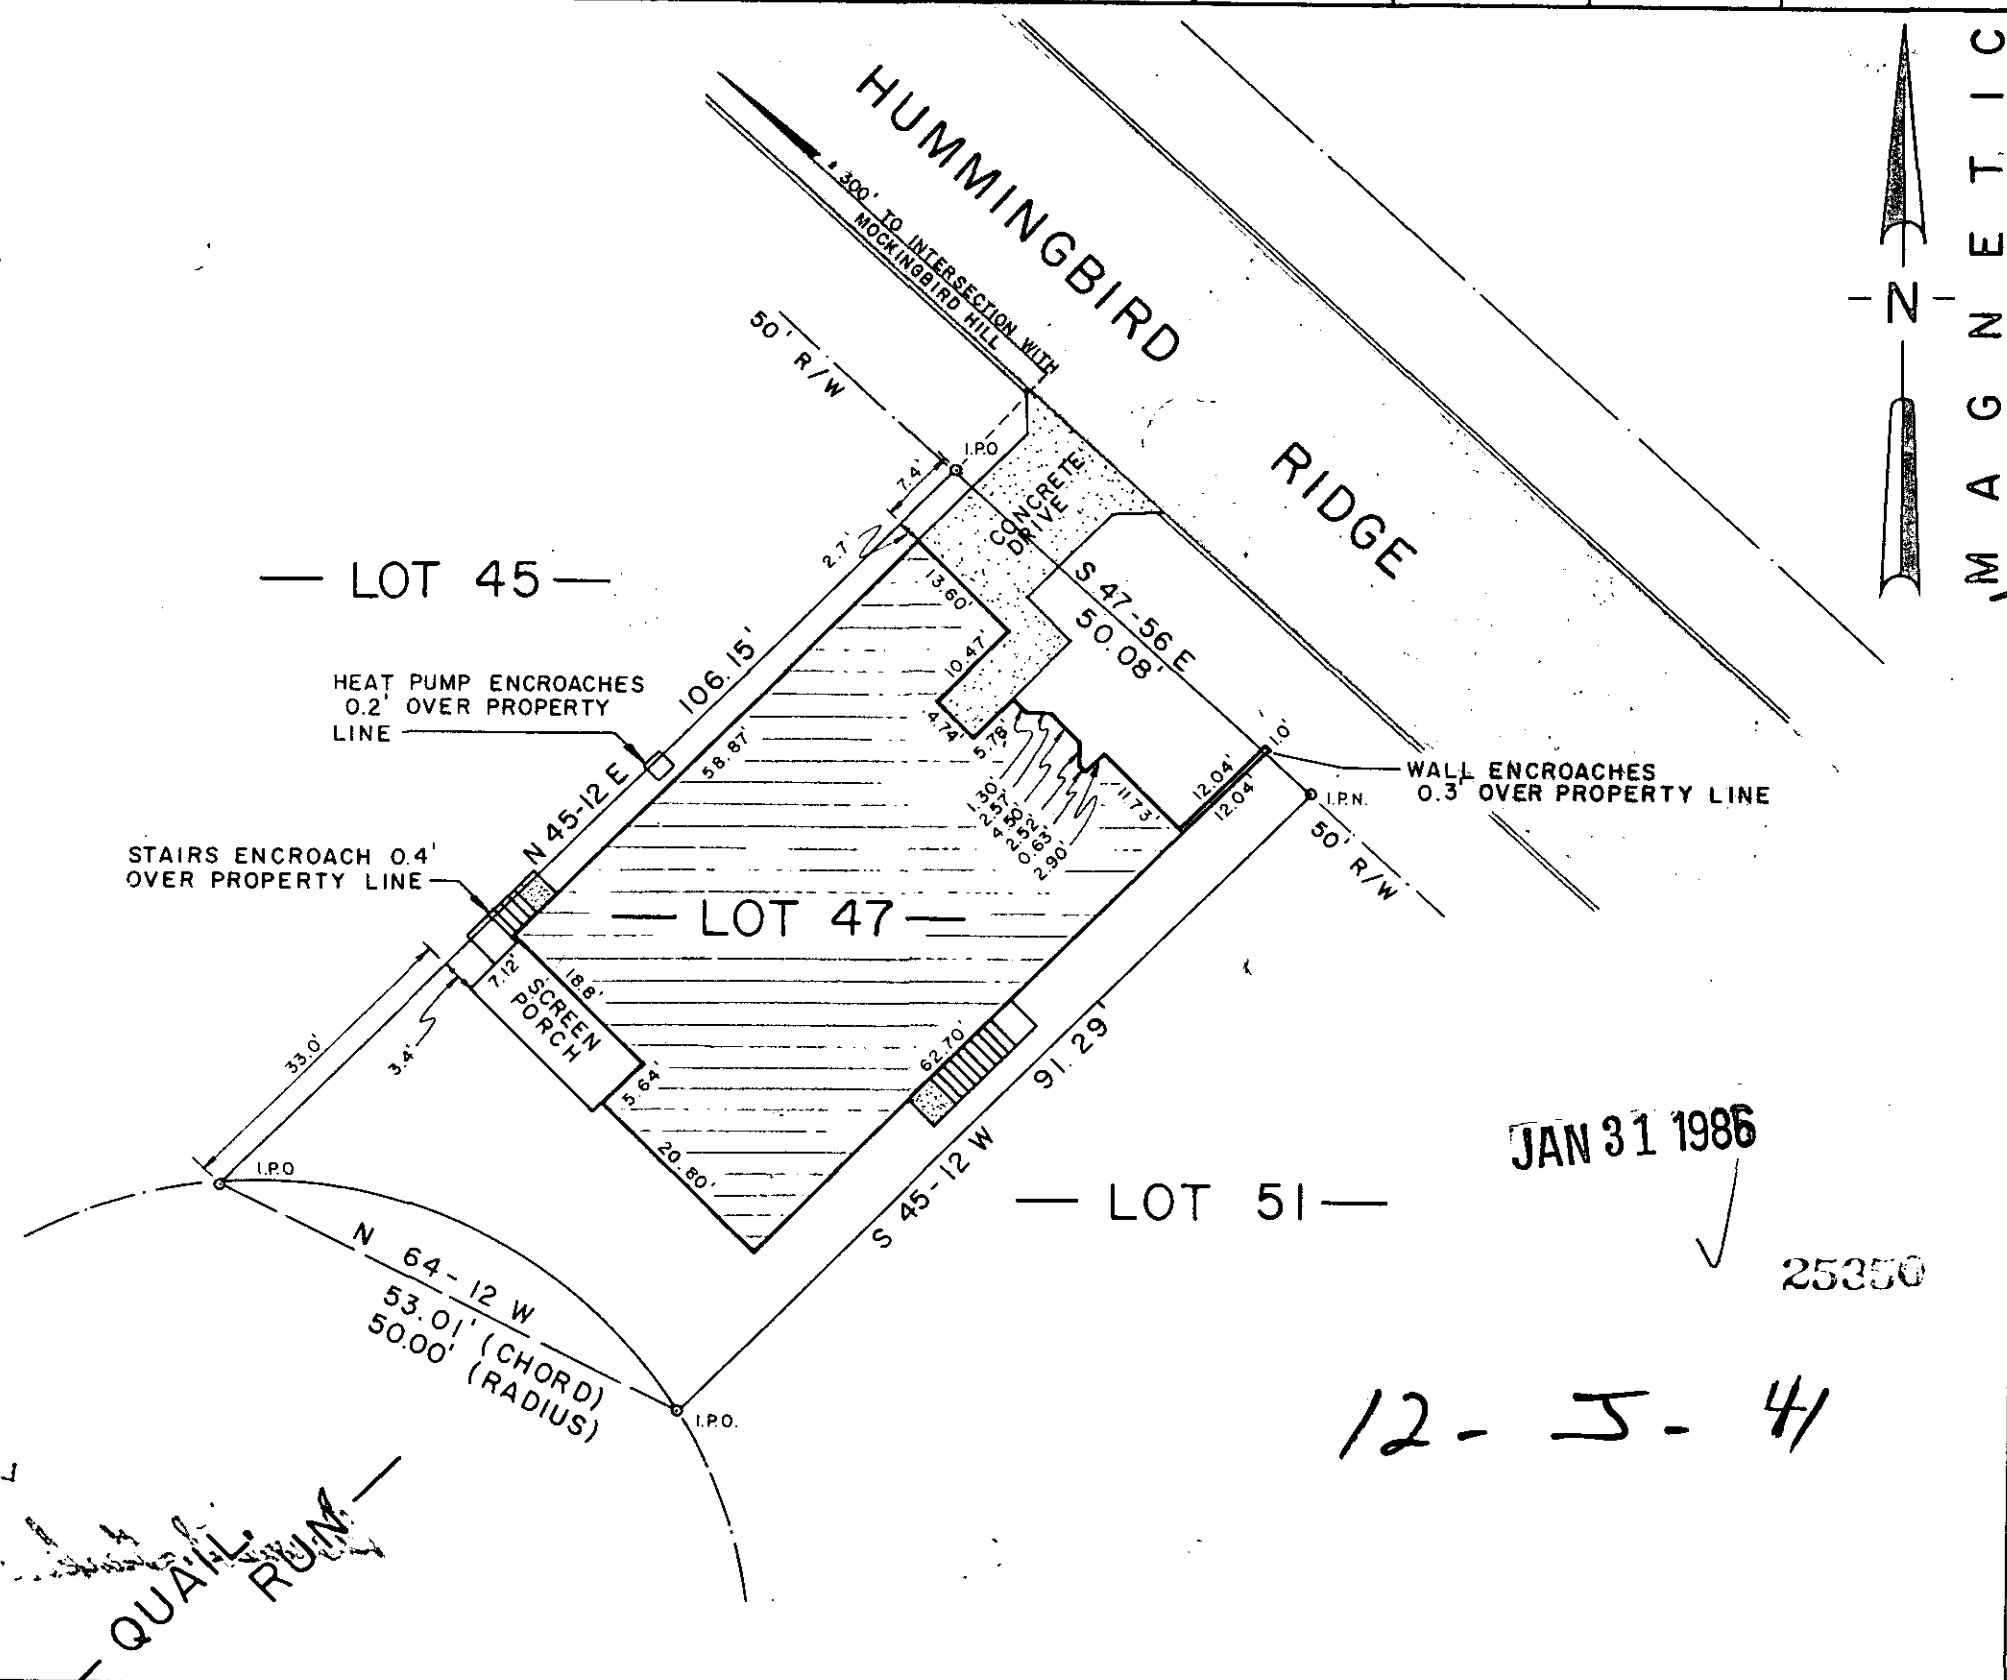 HUMMINGBIRD
RIDGE
MAGNETIC
-N-
±300' TO INTERSECTION WITH
MOCKINGBIRD HILL
50' R/W
I.P.O
7.4'
2.7'
CONCRETE
DRIVE
S 47-56 E
50.08'
— LOT 45 —
13.60'
10.47'
4.74'
5.78'
1.30'
2.57'
4.50'
2.52'
0.63'
2.90'
11.73'
12.04'
12.04'
1.0'
I.P.N.
50' R/W
WALL ENCROACHES
0.3' OVER PROPERTY LINE
HEAT PUMP ENCROACHES
0.2' OVER PROPERTY
LINE
106.15'
N 45-12 E
58.87'
STAIRS ENCROACH 0.4'
OVER PROPERTY LINE
— LOT 47 —
7.12'
18.8'
SCREEN
PORCH
5.64'
20.80'
62.70'
33.0'
3.4'
91.29'
S 45-12 W
— LOT 51 —
JAN 31 1986
25350
I.P.O
N 64-12 W
53.01' (CHORD)
50.00' (RADIUS)
I.P.O.
12 - J - 41
— QUAIL
RUN —